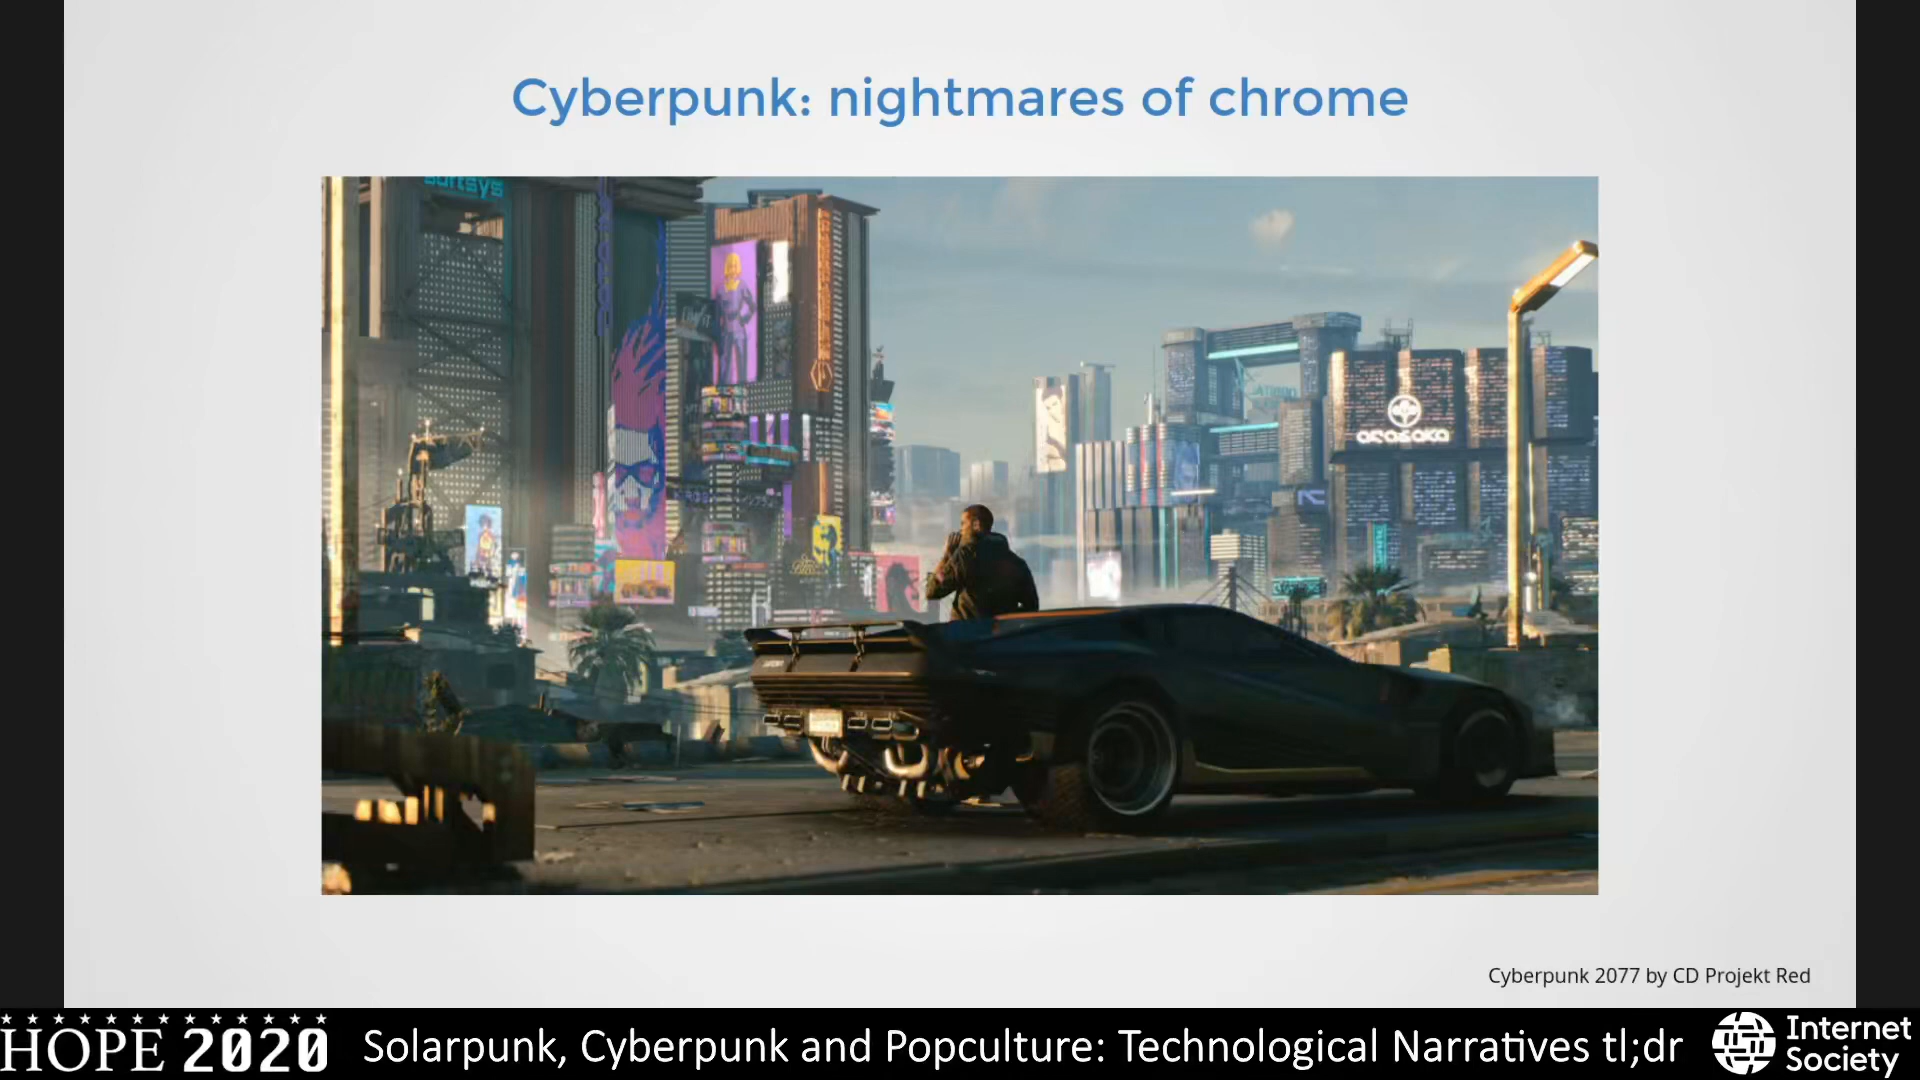 Cyberpunk: nightmares of chrome
arasaka
Cyberpunk 2077 by CD Projekt Red
HOPE 2020
Solarpunk, Cyberpunk and Popculture: Technological Narratives tl;dr
Internet
Society